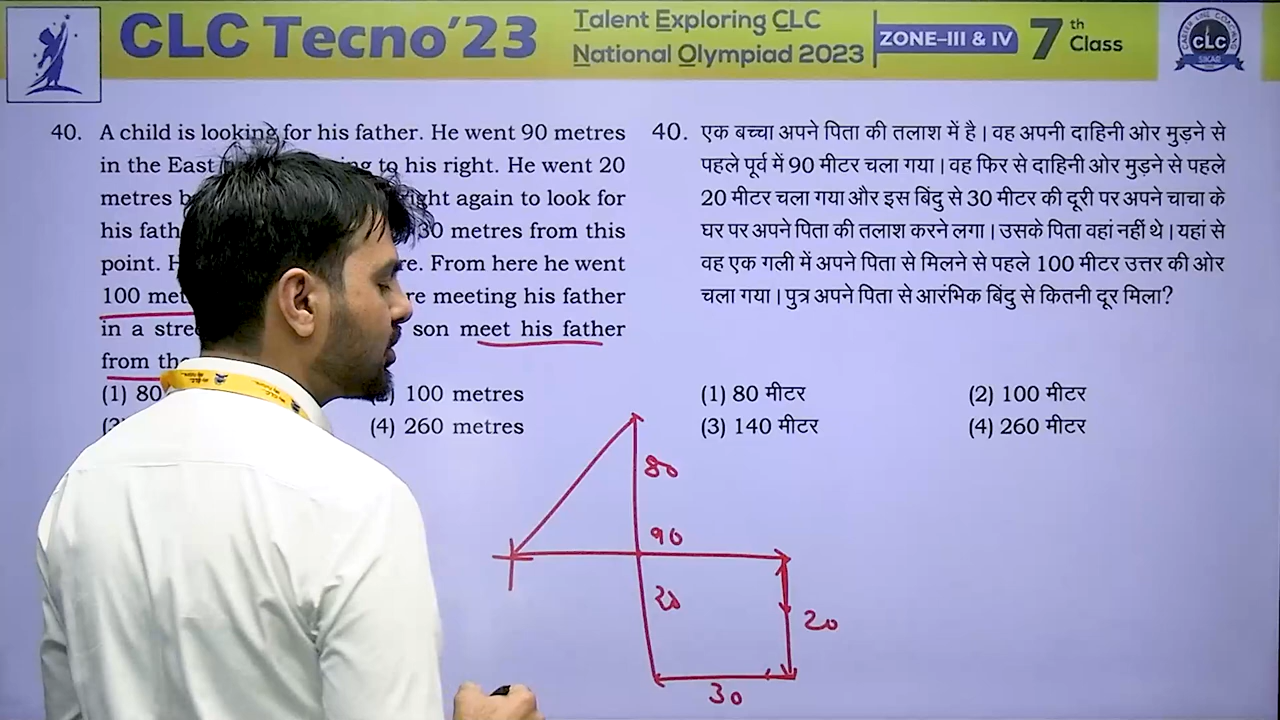 CLC Tecno'23
Talent Exploring CLC
National Olympiad 2023
ZONE–III & IV
7th Class
CLC
SIKAR
40. A child is looking for his father. He went 90 metres
in the East to his right. He went 20
metres right again to look for
his 30 metres from this
point. From here he went
100 meeting his father
in a son meet his father
from
(1) 80
100 metres
(4) 260 metres
40. एक बच्चा अपने पिता की तलाश में है। वह अपनी दाहिनी ओर मुड़ने से
पहले पूर्व में 90 मीटर चला गया। वह फिर से दाहिनी ओर मुड़ने से पहले
20 मीटर चला गया और इस बिंदु से 30 मीटर की दूरी पर अपने चाचा के
घर पर अपने पिता की तलाश करने लगा। उसके पिता वहां नहीं थे। यहां से
वह एक गली में अपने पिता से मिलने से पहले 100 मीटर उत्तर की ओर
चला गया। पुत्र अपने पिता से आरंभिक बिंदु से कितनी दूर मिला?
(1) 80 मीटर (2) 100 मीटर
(3) 140 मीटर (4) 260 मीटर
80
90
20
20
30